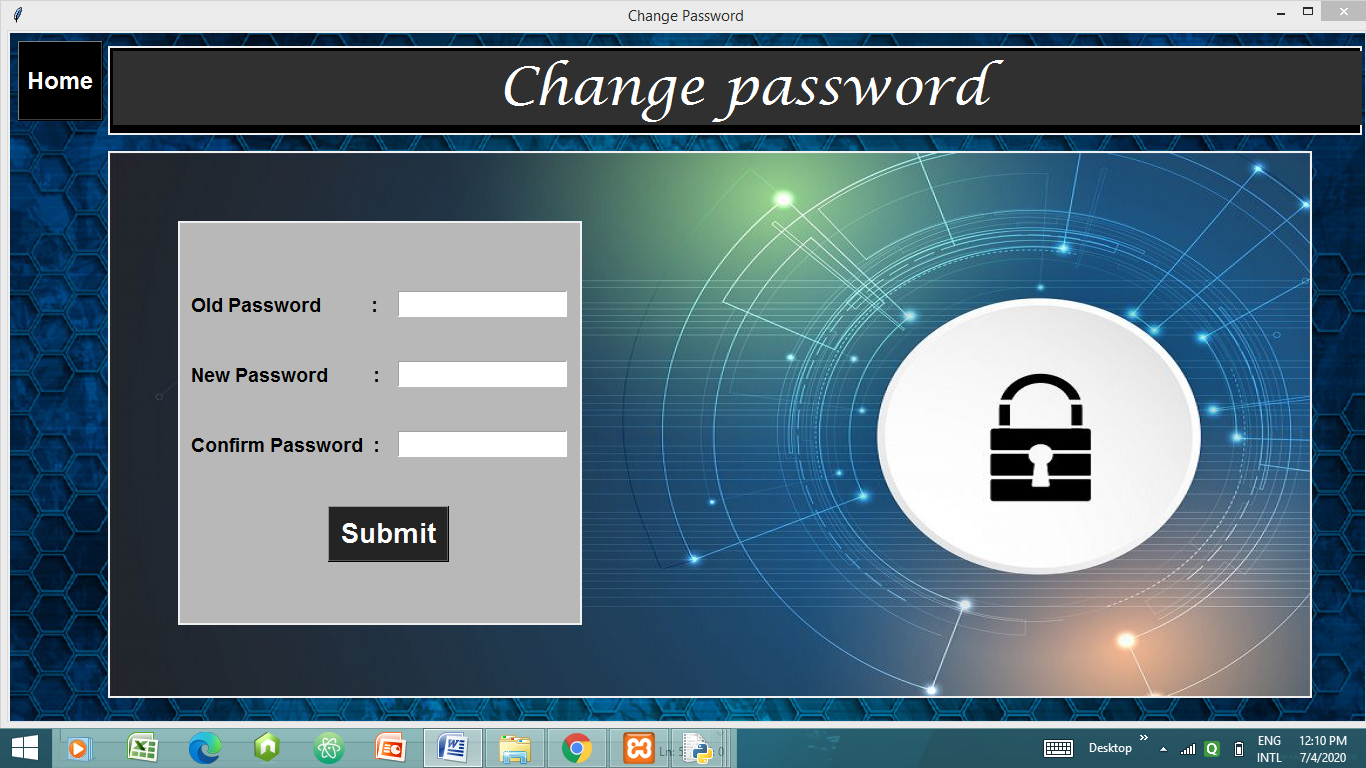 Change Password
Home
Change password
Old Password :
New Password :
Confirm Password :
Submit
Desktop
ENG
INTL
12:10 PM
7/4/2020